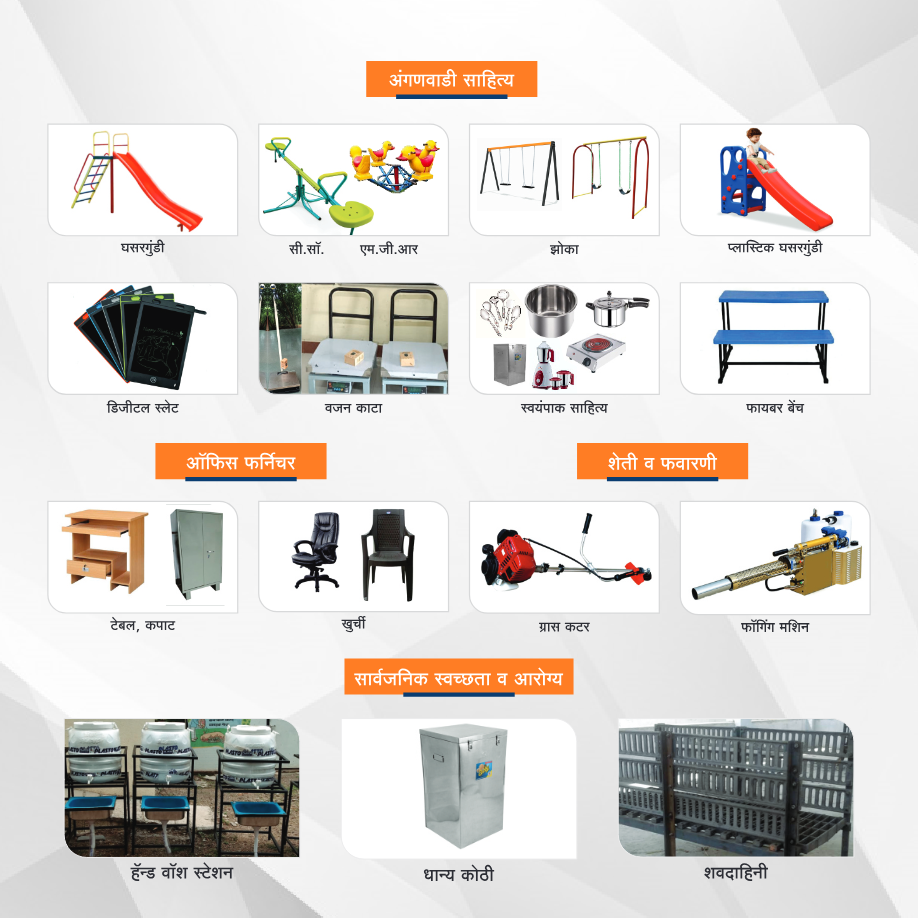 अंगणवाडी साहित्य
घसरगुंडी
सी.सॉ. एम.जी.आर
झोका
प्लास्टिक घसरगुंडी
डिजीटल स्लेट
वजन काटा
स्वयंपाक साहित्य
फायबर बेंच
ऑफिस फर्निचर
शेती व फवारणी
टेबल, कपाट
खुर्ची
ग्रास कटर
फॉगिंग मशिन
सार्वजनिक स्वच्छता व आरोग्य
हॅन्ड वॉश स्टेशन
धान्य कोठी
शवदाहिनी